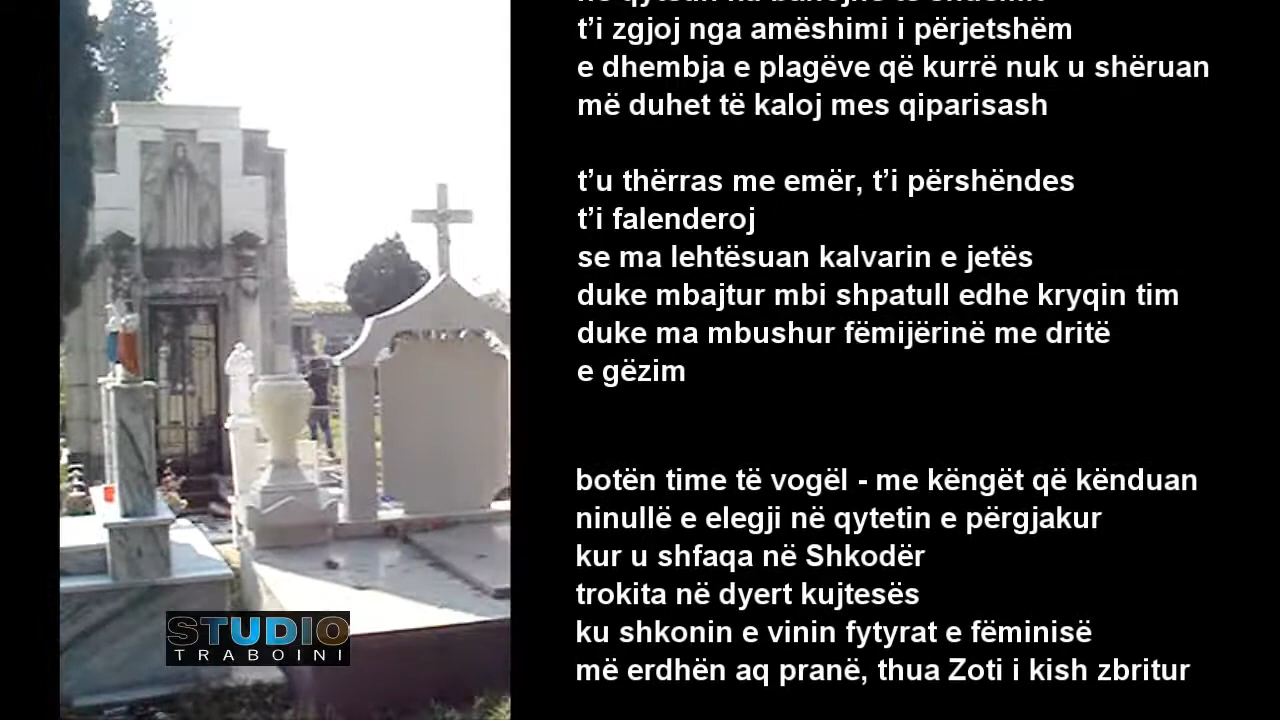 t’i zgjoj nga amëshimi i përjetshëm
e dhembja e plagëve që kurrë nuk u shëruan
më duhet të kaloj mes qiparisash
t’u thërras me emër, t’i përshëndes
t’i falenderoj
se ma lehtësuan kalvarin e jetës
duke mbajtur mbi shpatull edhe kryqin tim
duke ma mbushur fëmijërinë me dritë
e gëzim
botën time të vogël - me këngët që kënduan
ninullë e elegji në qytetin e përgjakur
kur u shfaqa në Shkodër
trokita në dyert kujtesës
ku shkonin e vinin fytyrat e fëminisë
më erdhën aq pranë, thua Zoti i kish zbritur
STUDIO
TRABOINI